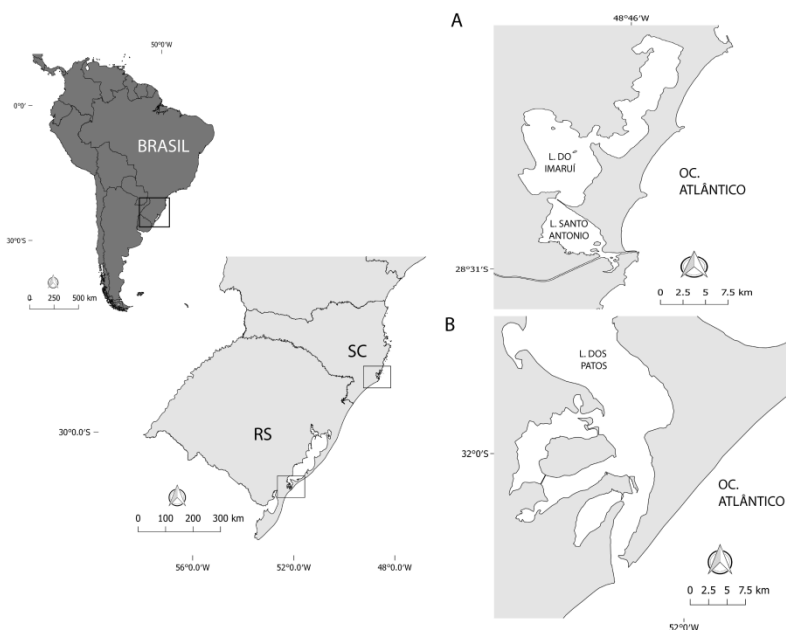 50°0'W
0°0'
BRASIL
30°0'S
0 250 500 km
SC
RS
30°0.0'S
0 100 200 300 km
56°0.0'W 52°0.0'W 48°0.0'W
A
48°46'W
L. DO
IMARUÍ
OC.
ATLÂNTICO
L. SANTO
ANTONIO
28°31'S
0 2.5 5 7.5 km
B
L. DOS
PATOS
32°0'S
OC.
ATLÂNTICO
0 2.5 5 7.5 km
52°0'W